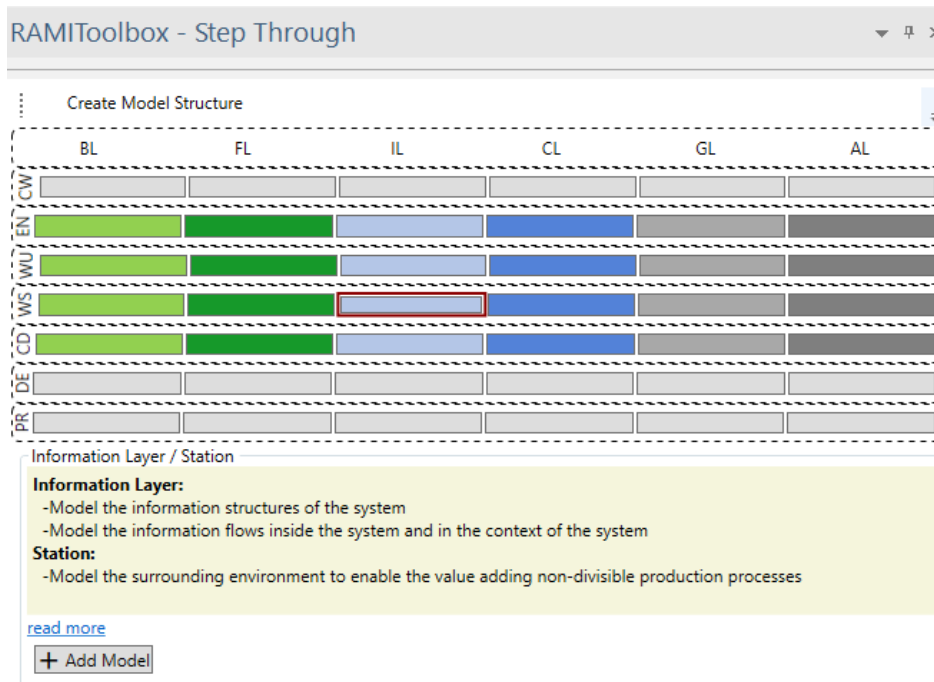 RAMIToolbox - Step Through
Create Model Structure
BL FL IL CL GL AL
CW
EN
WU
WS
CD
DE
PR
Information Layer / Station
Information Layer:
-Model the information structures of the system
-Model the information flows inside the system and in the context of the system
Station:
-Model the surrounding environment to enable the value adding non-divisible production processes
read more
+ Add Model